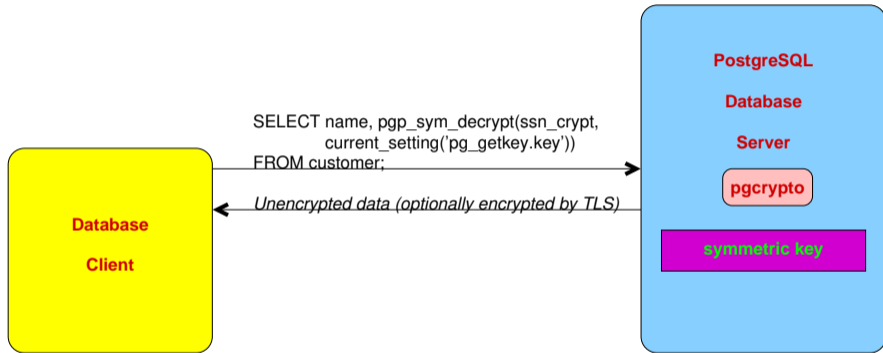 PostgreSQL
Database
Server
pgcrypto
symmetric key
SELECT name, pgp_sym_decrypt(ssn_crypt,
current_setting('pg_getkey.key'))
FROM customer;
Unencrypted data (optionally encrypted by TLS)
Database
Client